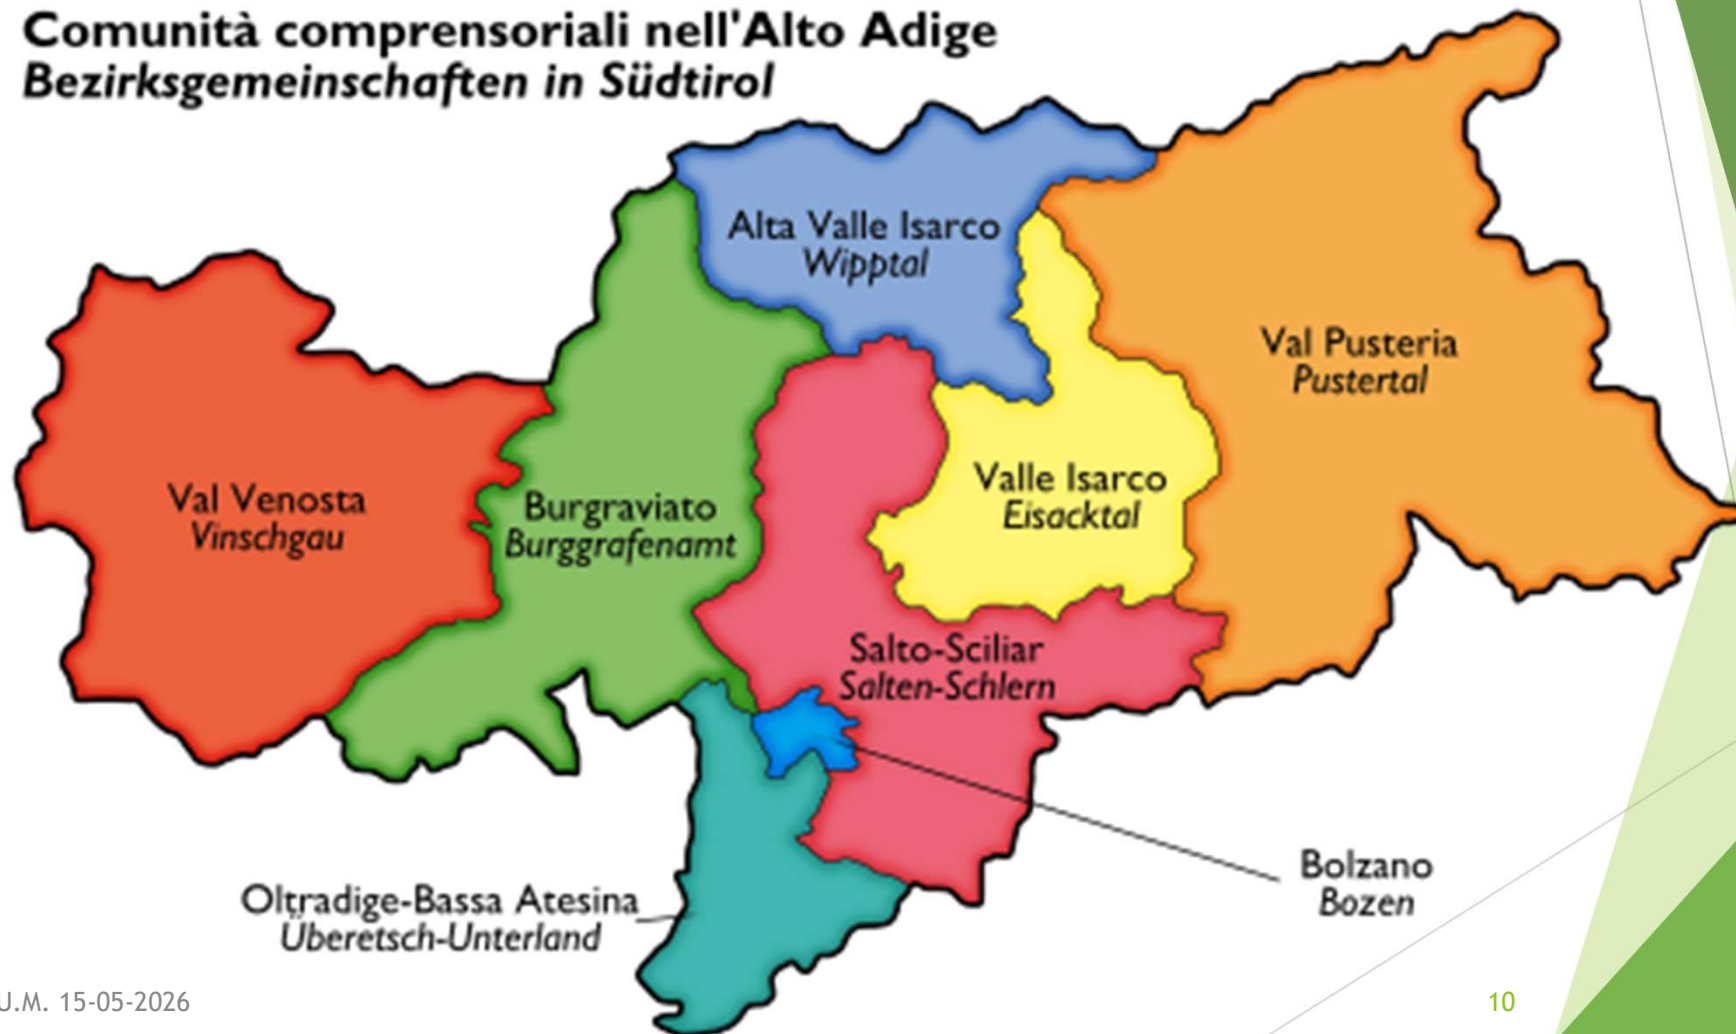 Comunità comprensoriali nell'Alto Adige
Bezirksgemeinschaften in Südtirol
Alta Valle Isarco
Wipptal
Val Pusteria
Pustertal
Val Venosta
Vinschgau
Burgraviato
Burggrafenamt
Valle Isarco
Eisacktal
Salto-Sciliar
Salten-Schlern
Bolzano
Bozen
Oltradige-Bassa Atesina
Überetsch-Unterland
U.M. 15-05-2026
10